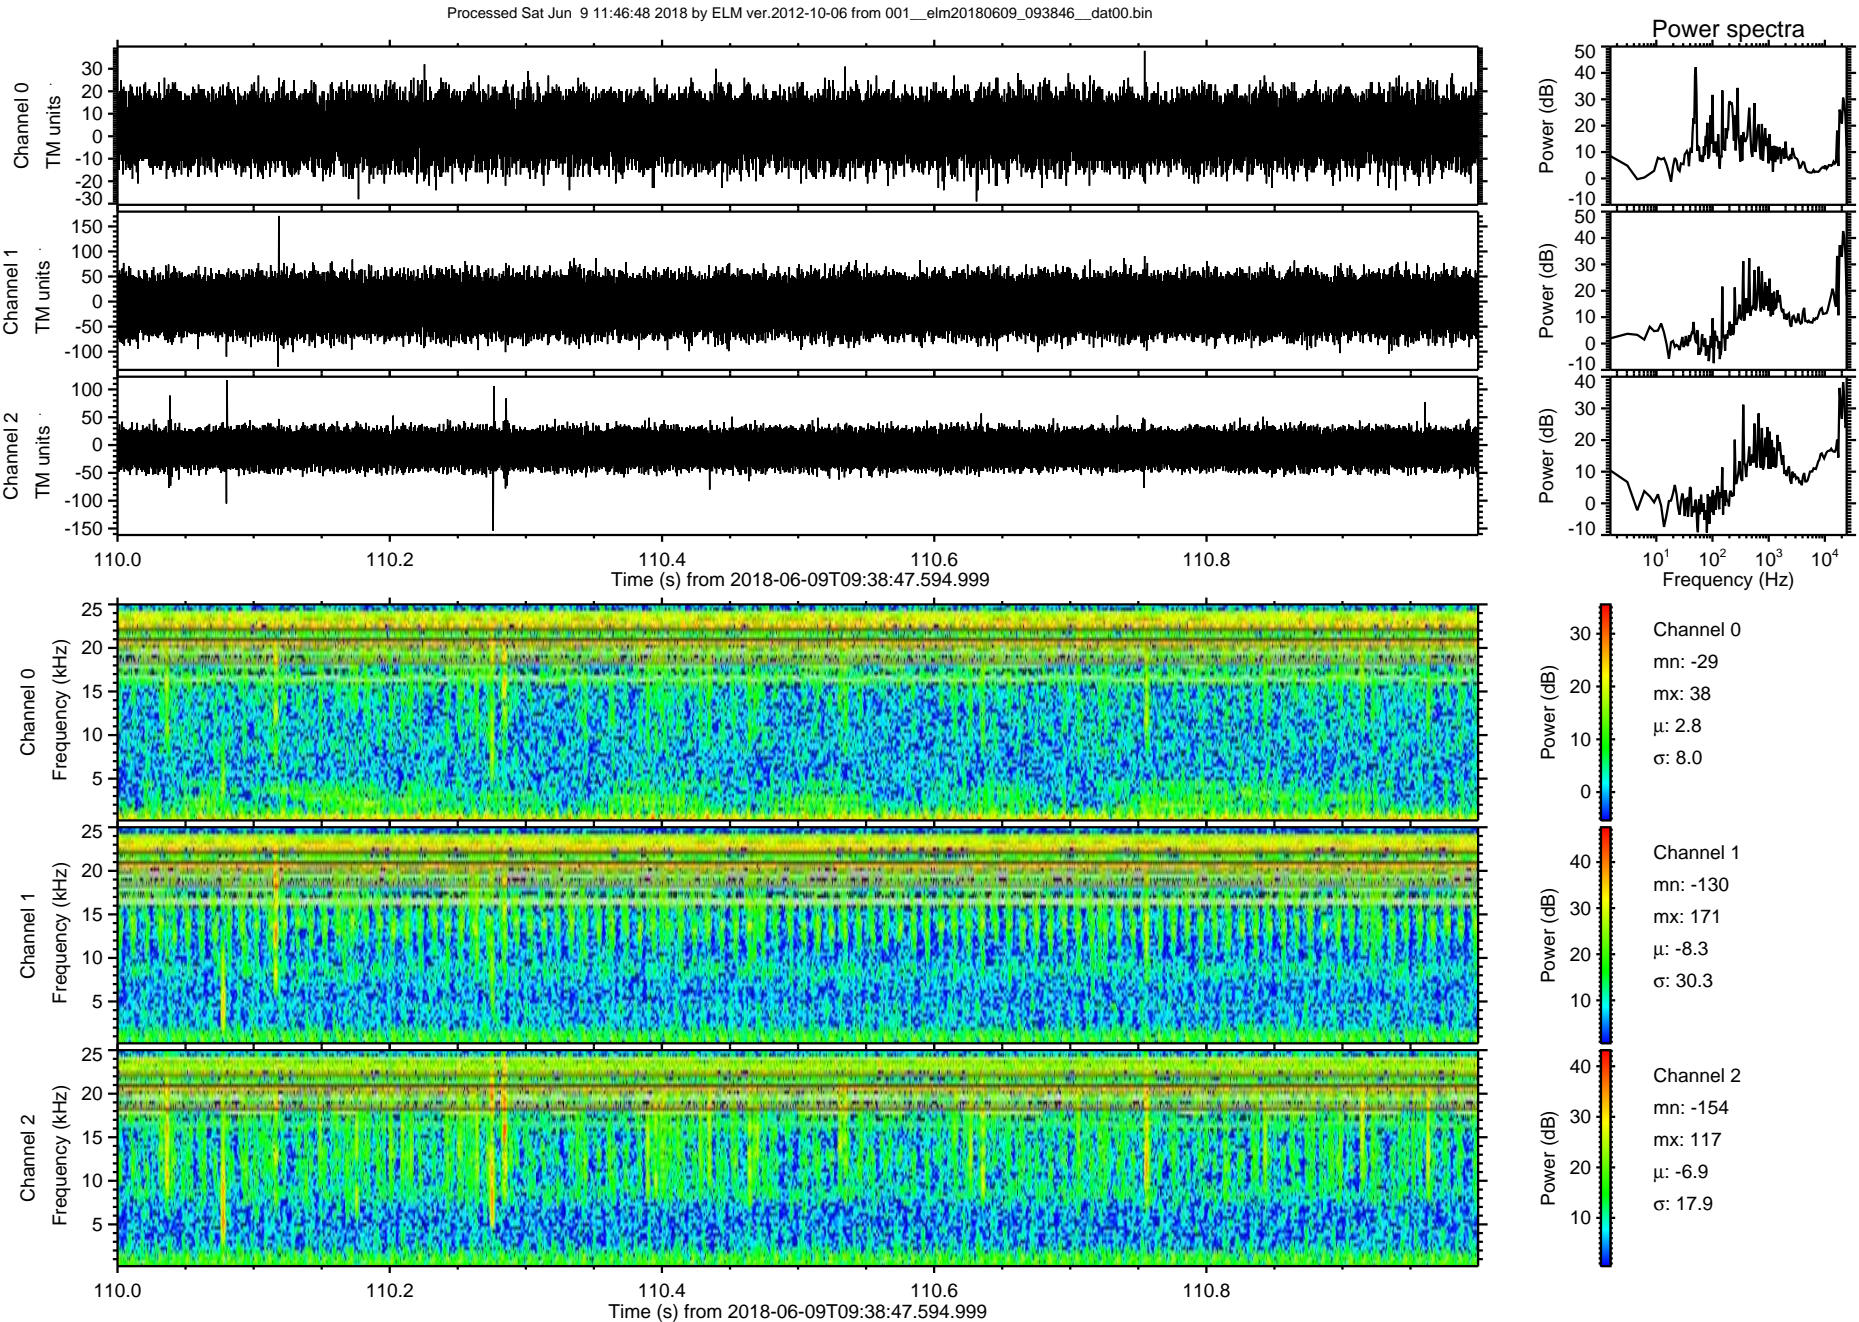 Processed Sat Jun 9 11:46:48 2018 by ELM ver.2012-10-06 from 001__elm20180609_093846__dat00.bin
Power spectra
Channel 0
TM units
30
20
10
0
-10
-20
-30
Power (dB)
50
40
30
20
10
0
-10
Channel 1
TM units
150
100
50
0
-50
-100
Power (dB)
50
40
30
20
10
0
-10
Channel 2
TM units
100
50
0
-50
-100
-150
Power (dB)
40
30
20
10
0
-10
110.0 110.2 110.4 110.6 110.8
Time (s) from 2018-06-09T09:38:47.594.999
10¹ 10² 10³ 10⁴
Frequency (Hz)
Channel 0
Frequency (kHz)
25
20
15
10
5
Power (dB)
30
20
10
0
Channel 0
mn: -29
mx: 38
μ: 2.8
σ: 8.0
Channel 1
Frequency (kHz)
25
20
15
10
5
Power (dB)
40
30
20
10
Channel 1
mn: -130
mx: 171
μ: -8.3
σ: 30.3
Channel 2
Frequency (kHz)
25
20
15
10
5
Power (dB)
40
30
20
10
Channel 2
mn: -154
mx: 117
μ: -6.9
σ: 17.9
110.0 110.2 110.4 110.6 110.8
Time (s) from 2018-06-09T09:38:47.594.999